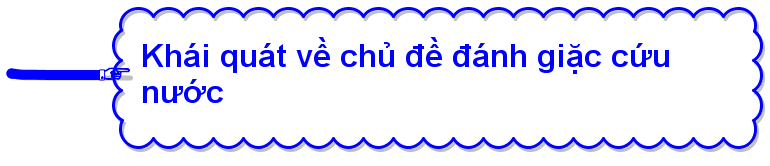 Khái quát về chủ đề đánh giặc cứu
nước